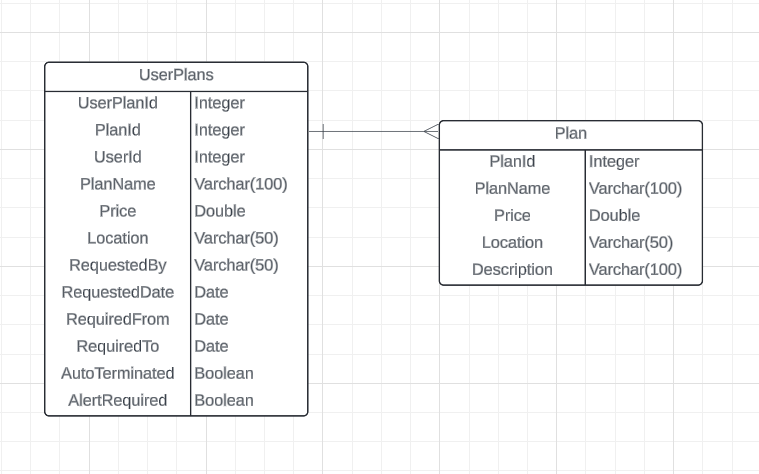 UserPlans
UserPlanId Integer
PlanId Integer
UserId Integer
PlanName Varchar(100)
Price Double
Location Varchar(50)
RequestedBy Varchar(50)
RequestedDate Date
RequiredFrom Date
RequiredTo Date
AutoTerminated Boolean
AlertRequired Boolean
Plan
PlanId Integer
PlanName Varchar(100)
Price Double
Location Varchar(50)
Description Varchar(100)